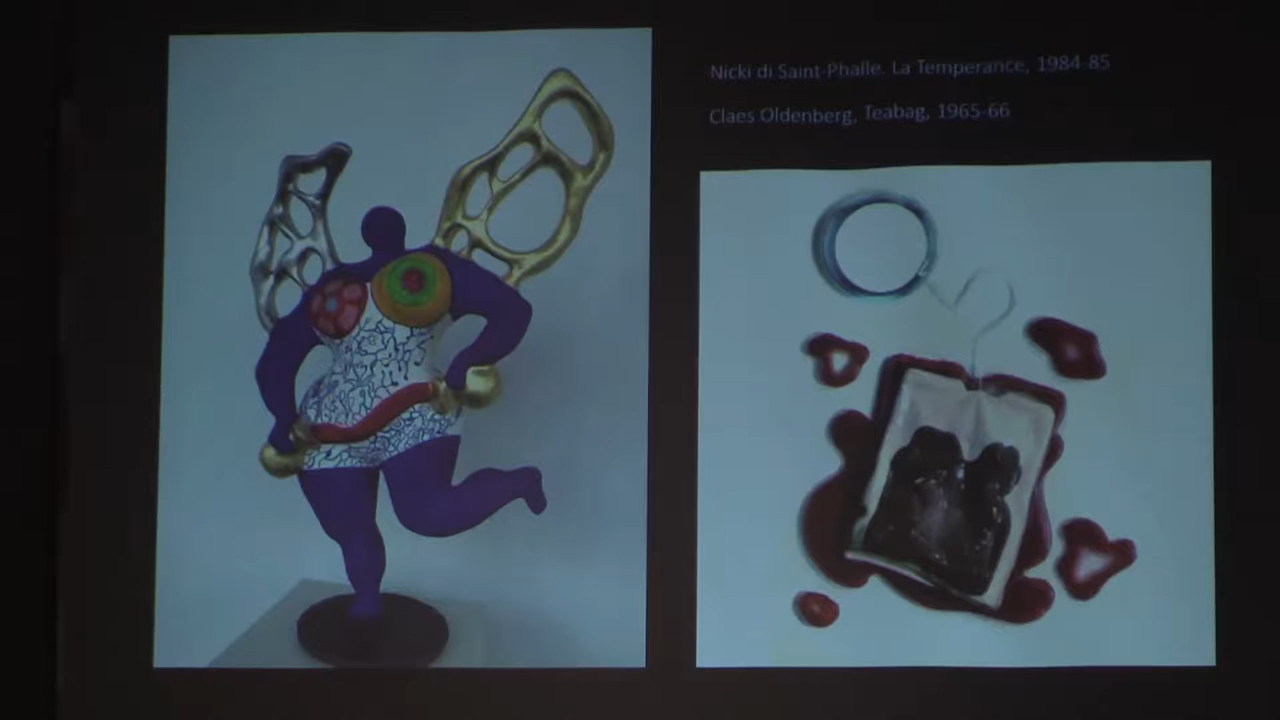 Nicki di Saint-Phalle. La Temperance, 1984-85
Claes Oldenberg, Teabag, 1965-66